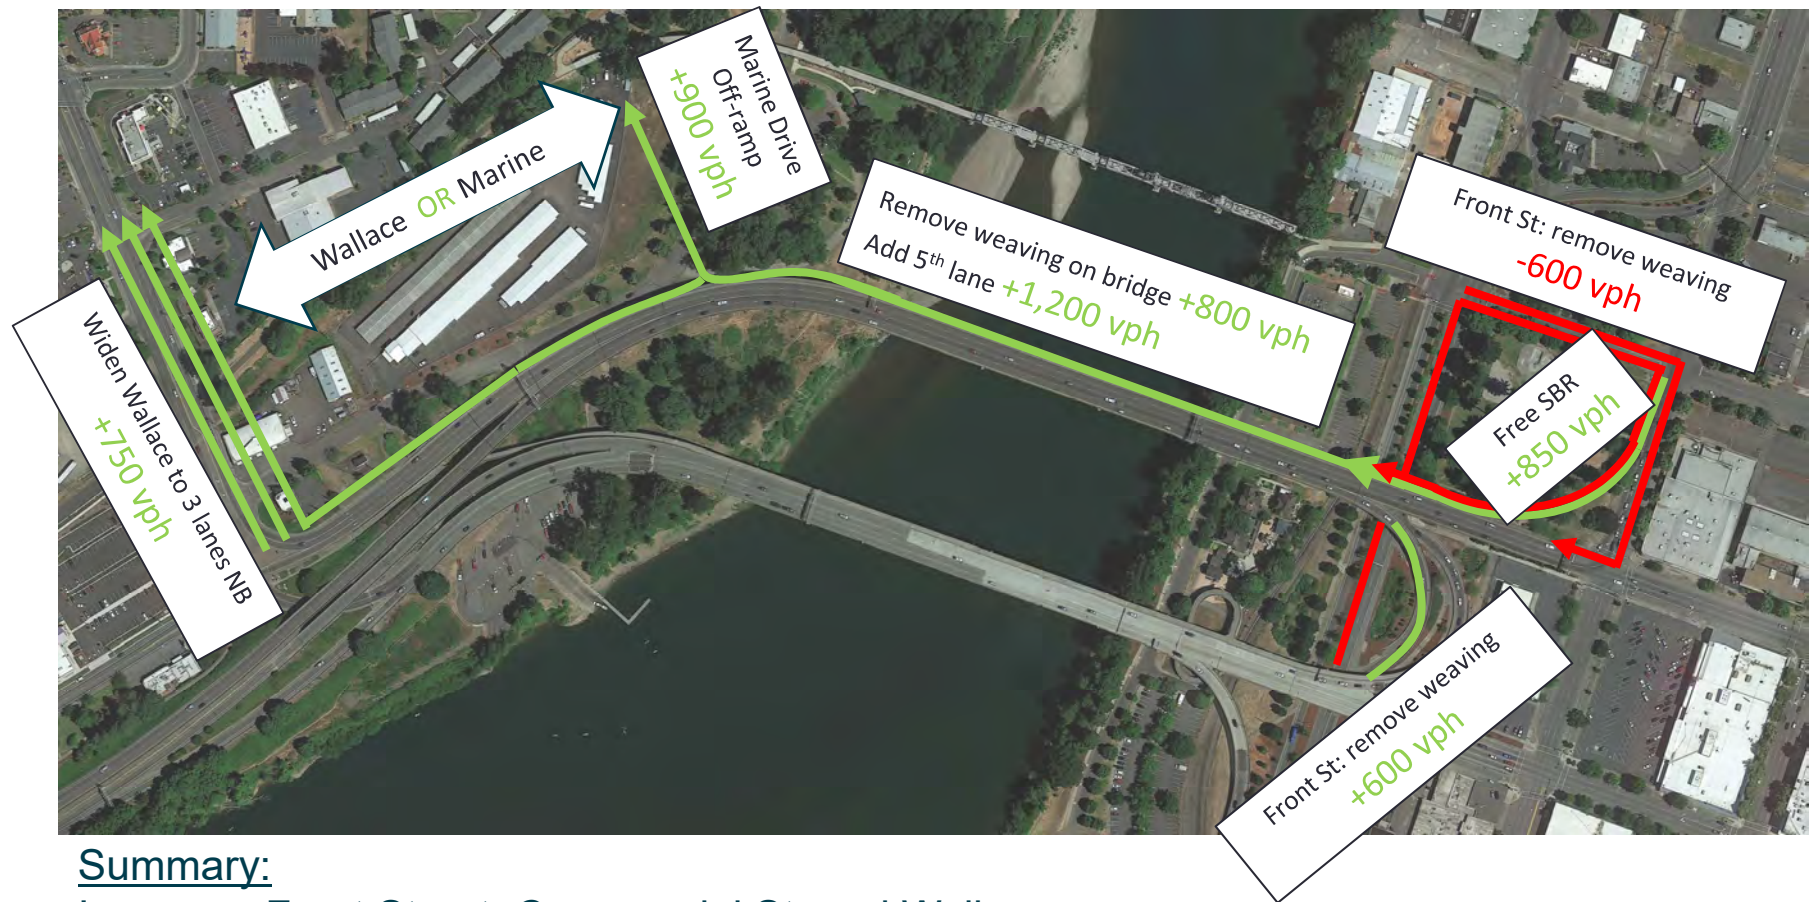 Marine Drive
Off-ramp
+900 vph
Wallace OR Marine
Remove weaving on bridge +800 vph
Add 5th lane +1,200 vph
Front St: remove weaving
-600 vph
Free SBR
+850 vph
Widen Wallace to 3 lanes NB
+750 vph
Front St: remove weaving
+600 vph
Summary: